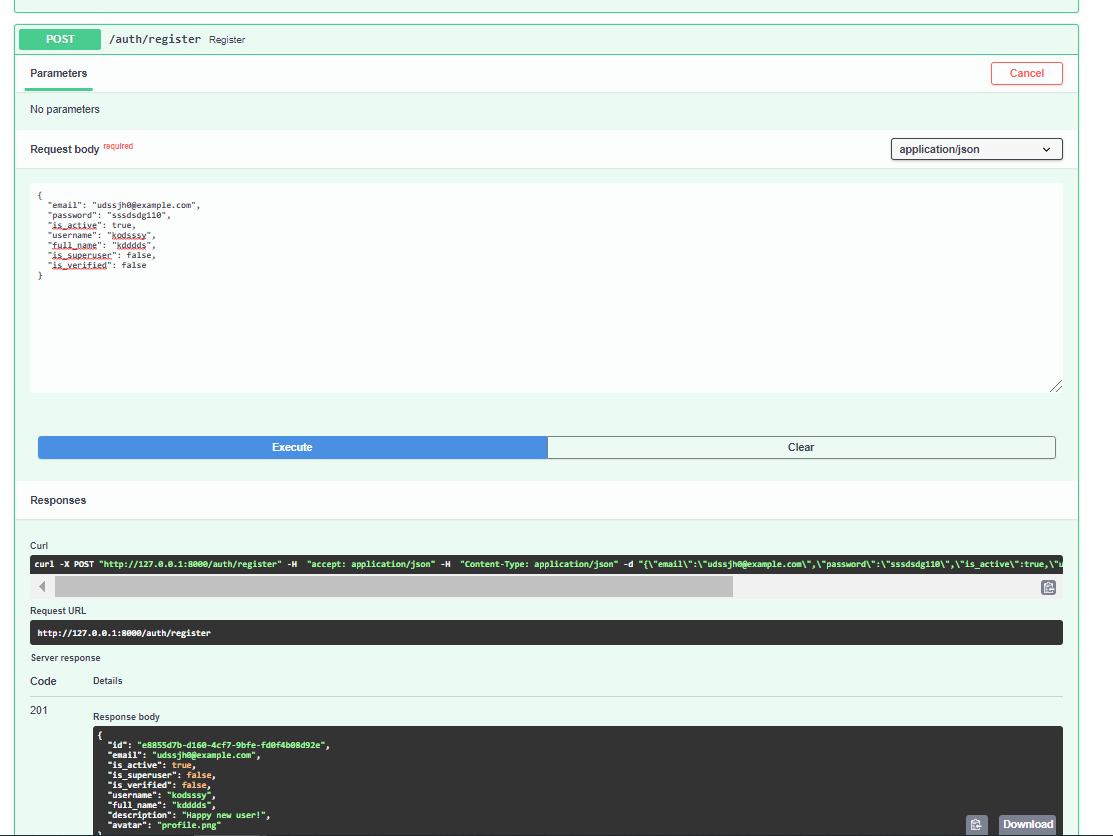 POST /auth/register Register
Parameters
Cancel
No parameters
Request body required
application/json
{
"email": "udssjh0@example.com",
"password": "sssdsdg110",
"is_active": true,
"username": "kodsssy",
"full_name": "kdddds",
"is_superuser": false,
"is_verified": false
}
Execute
Clear
Responses
Curl
curl -X POST "http://127.0.0.1:8000/auth/register" -H "accept: application/json" -H "Content-Type: application/json" -d "{\"email\":\"udssjh0@example.com\",\"password\":\"sssdsdg110\",\"is_active\":true,\"u
Request URL
http://127.0.0.1:8000/auth/register
Server response
Code Details
201
Response body
{
"id": "e8855d7b-d160-4cf7-9bfe-fd0f4b08d92e",
"email": "udssjh0@example.com",
"is_active": true,
"is_superuser": false,
"is_verified": false,
"username": "kodsssy",
"full_name": "kdddds",
"description": "Happy new user!",
"avatar": "profile.png"
}
Download